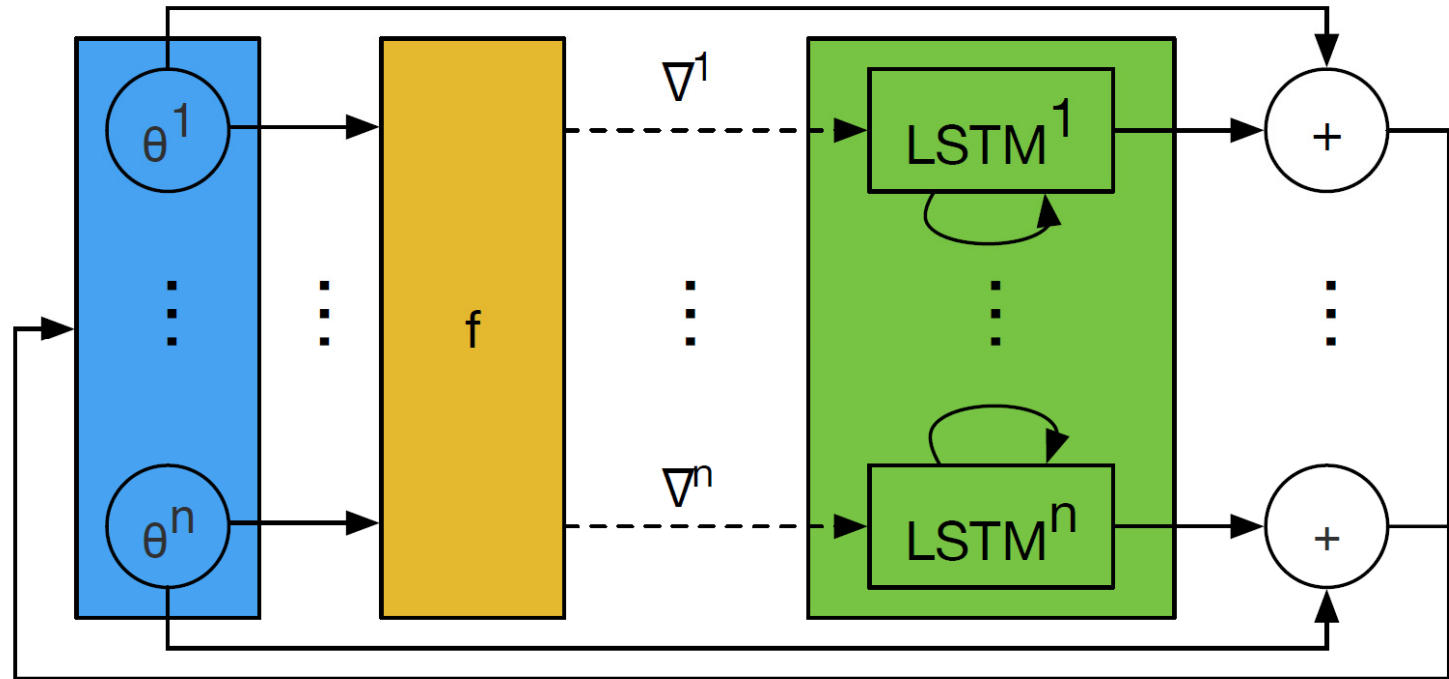 ∇¹
θ¹
LSTM¹
+
f
∇ⁿ
θⁿ
LSTMⁿ
+